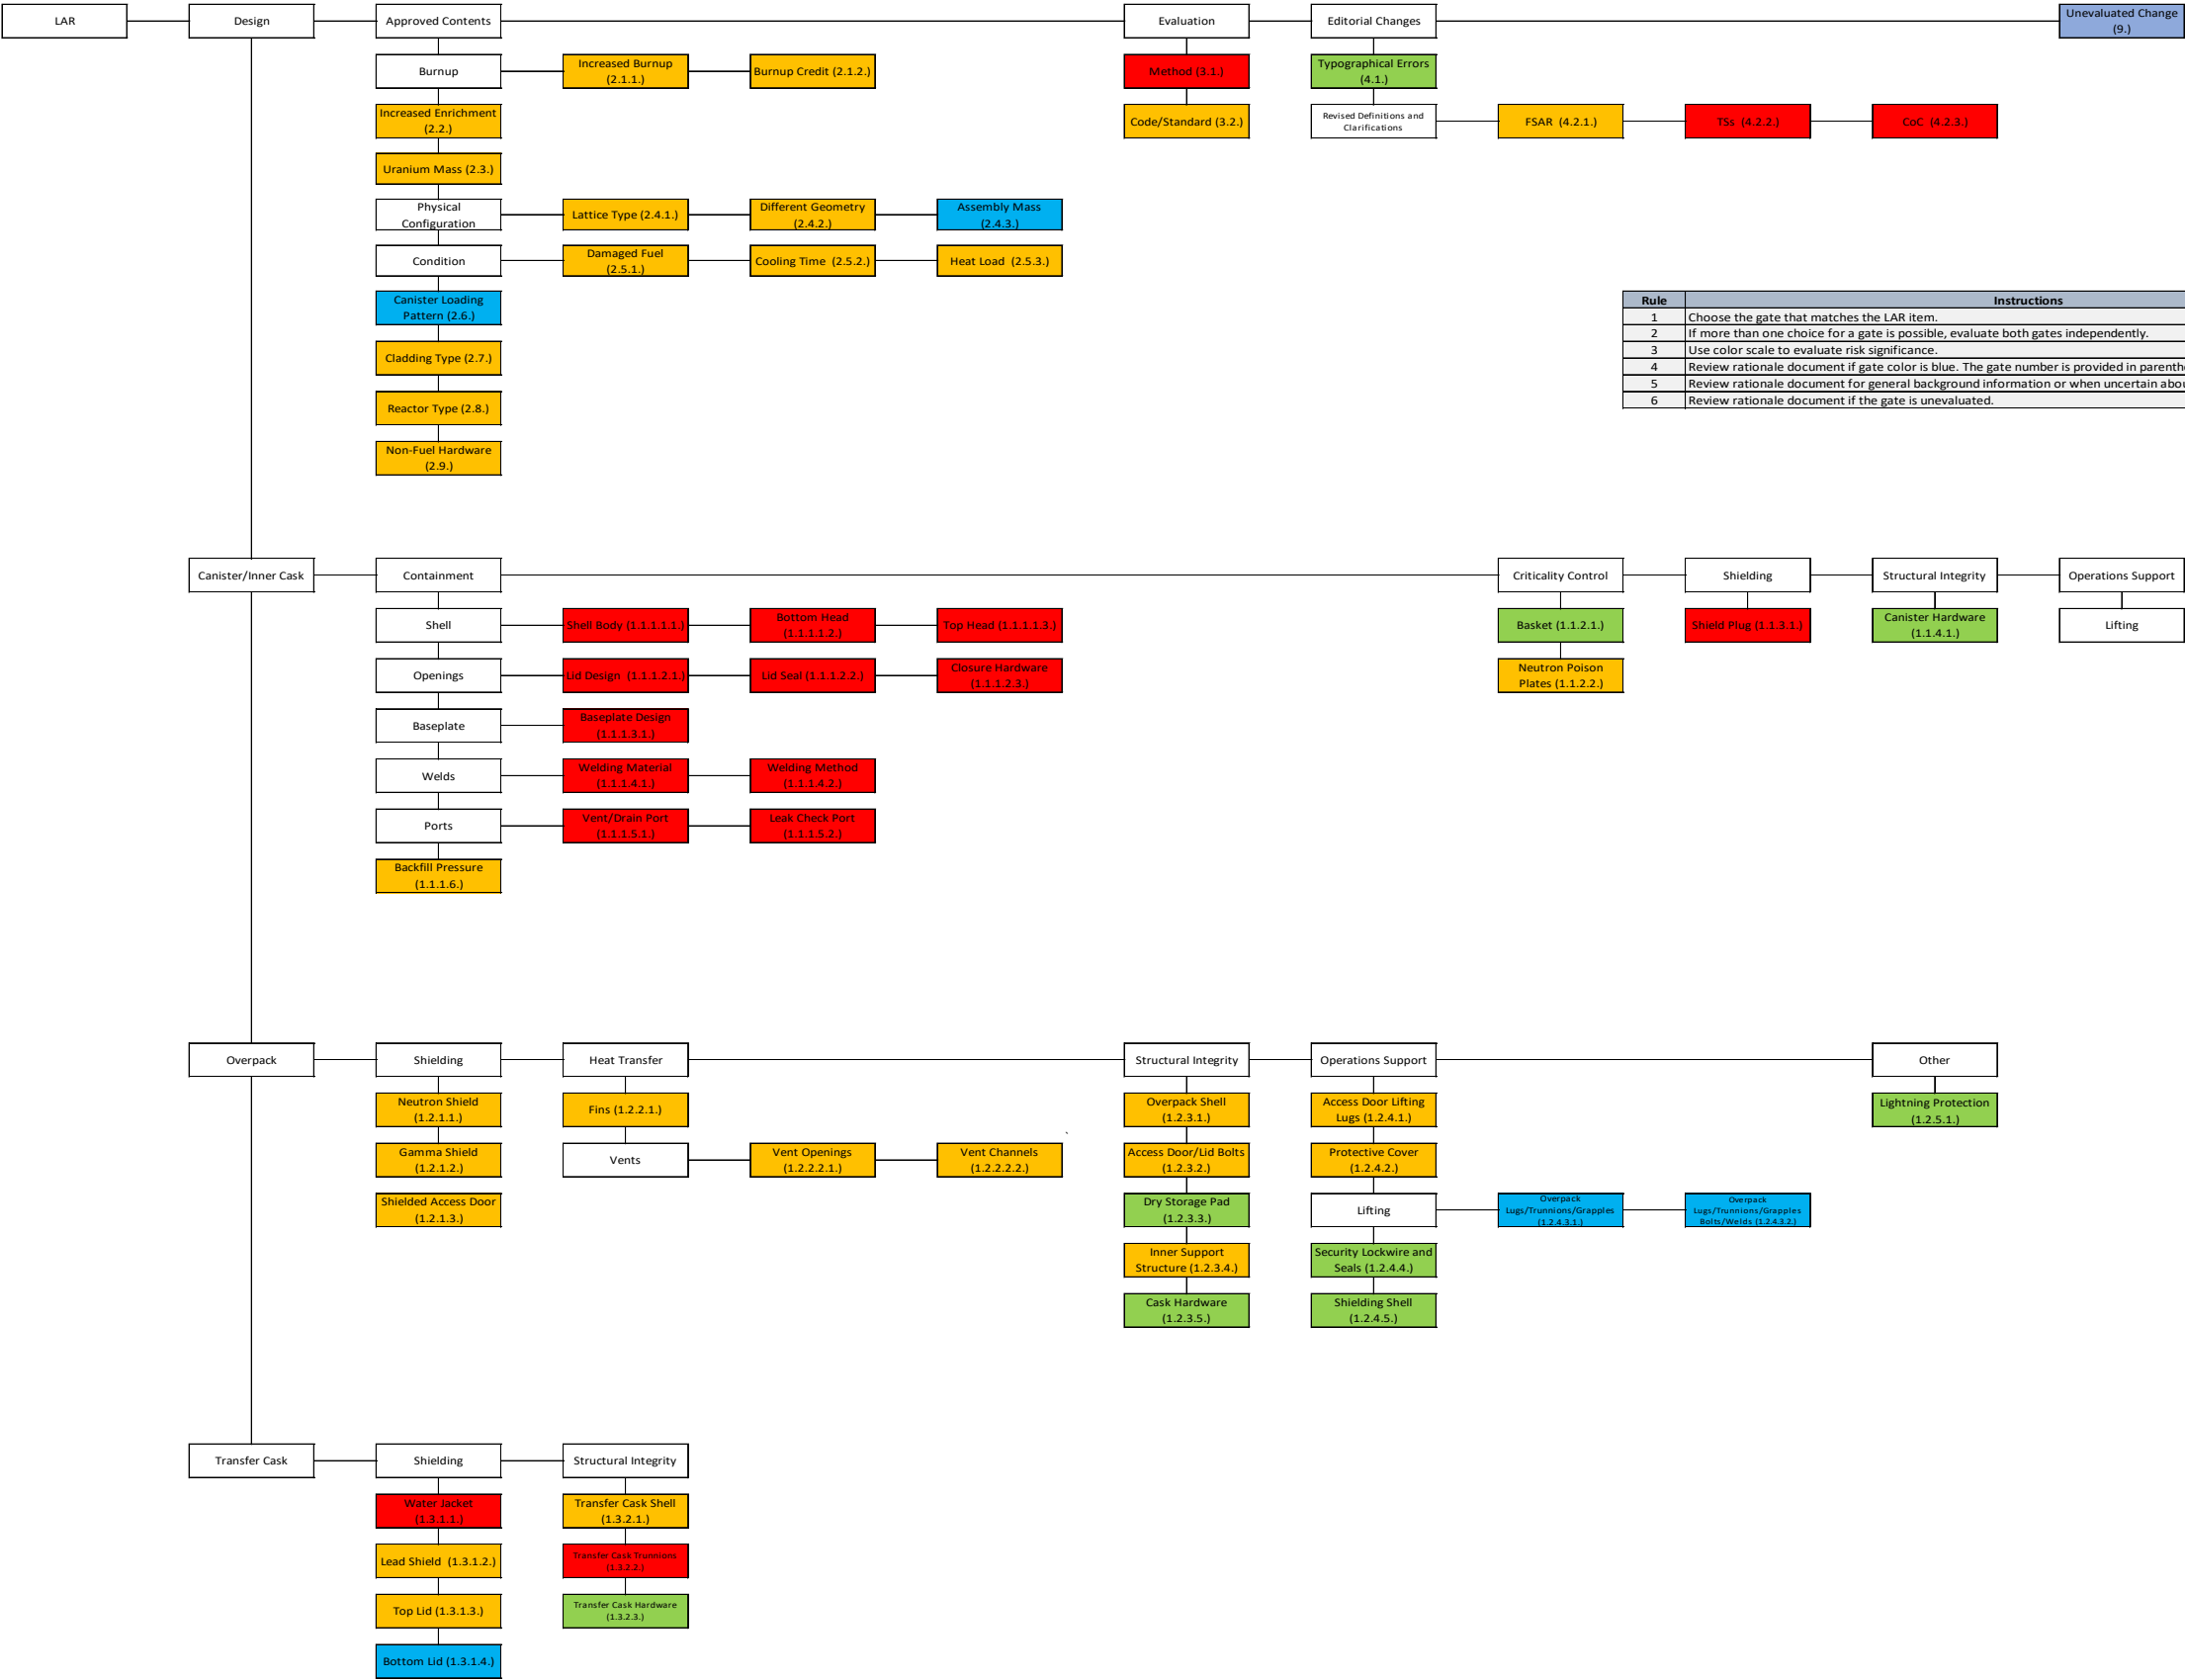 LAR
Design
Approved Contents
Evaluation
Editorial Changes
Unevaluated Change
(9.)
Burnup
Increased Burnup
(2.1.1.)
Burnup Credit (2.1.2.)
Method (3.1.)
Typographical Errors
(4.1.)
Increased Enrichment
(2.2.)
Code/Standard (3.2.)
Revised Definitions and
Clarifications
FSAR (4.2.1.)
TSs (4.2.2.)
CoC (4.2.3.)
Uranium Mass (2.3.)
Physical
Configuration
Lattice Type (2.4.1.)
Different Geometry
(2.4.2.)
Assembly Mass
(2.4.3.)
Condition
Damaged Fuel
(2.5.1.)
Cooling Time (2.5.2.)
Heat Load (2.5.3.)
Canister Loading
Pattern (2.6.)
Cladding Type (2.7.)
Reactor Type (2.8.)
Non-Fuel Hardware
(2.9.)
Rule Instructions
1 Choose the gate that matches the LAR item.
2 If more than one choice for a gate is possible, evaluate both gates independently.
3 Use color scale to evaluate risk significance.
4 Review rationale document if gate color is blue. The gate number is provided in parenth
5 Review rationale document for general background information or when uncertain abou
6 Review rationale document if the gate is unevaluated.
Canister/Inner Cask
Containment
Criticality Control
Shielding
Structural Integrity
Operations Support
Shell
Shell Body (1.1.1.1.1.)
Bottom Head
(1.1.1.1.2.)
Top Head (1.1.1.1.3.)
Basket (1.1.2.1.)
Shield Plug (1.1.3.1.)
Canister Hardware
(1.1.4.1.)
Lifting
Openings
Lid Design (1.1.1.2.1.)
Lid Seal (1.1.1.2.2.)
Closure Hardware
(1.1.1.2.3.)
Neutron Poison
Plates (1.1.2.2.)
Baseplate
Baseplate Design
(1.1.1.3.1.)
Welds
Welding Material
(1.1.1.4.1.)
Welding Method
(1.1.1.4.2.)
Ports
Vent/Drain Port
(1.1.1.5.1.)
Leak Check Port
(1.1.1.5.2.)
Backfill Pressure
(1.1.1.6.)
Overpack
Shielding
Heat Transfer
Structural Integrity
Operations Support
Other
Neutron Shield
(1.2.1.1.)
Fins (1.2.2.1.)
Overpack Shell
(1.2.3.1.)
Access Door Lifting
Lugs (1.2.4.1.)
Lightning Protection
(1.2.5.1.)
Gamma Shield
(1.2.1.2.)
Vents
Vent Openings
(1.2.2.2.1.)
Vent Channels
(1.2.2.2.2.)
Access Door/Lid Bolts
(1.2.3.2.)
Protective Cover
(1.2.4.2.)
Shielded Access Door
(1.2.1.3.)
Dry Storage Pad
(1.2.3.3.)
Lifting
Overpack
Lugs/Trunnions/Grapples
(1.2.4.3.1.)
Overpack
Lugs/Trunnions/Grapples
Bolts/Welds (1.2.4.3.2.)
Inner Support
Structure (1.2.3.4.)
Security Lockwire and
Seals (1.2.4.4.)
Cask Hardware
(1.2.3.5.)
Shielding Shell
(1.2.4.5.)
Transfer Cask
Shielding
Structural Integrity
Water Jacket
(1.3.1.1.)
Transfer Cask Shell
(1.3.2.1.)
Lead Shield (1.3.1.2.)
Transfer Cask Trunnions
(1.3.2.2.)
Top Lid (1.3.1.3.)
Transfer Cask Hardware
(1.3.2.3.)
Bottom Lid (1.3.1.4.)